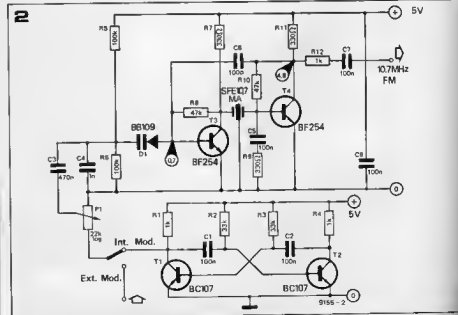 2
5V
R5
100k
R7
330Ω
R11
330Ω
C6
100p
R12
1k
C7
100n
10.7MHz
FM
4.8
R10
47k
SFE10,7
MA
R8
47k
T3
BF254
T4
BF254
BB109
D1
0,7
C3
470n
C4
1n
R6
100k
C5
100n
R9
330Ω
C8
100n
0
P1
22k
log
Int. Mod.
Ext. Mod.
R1
1k
R2
33k
R3
33k
R4
1k
5V
C1
100n
C2
100n
T1
BC107
T2
BC107
9155-2
0